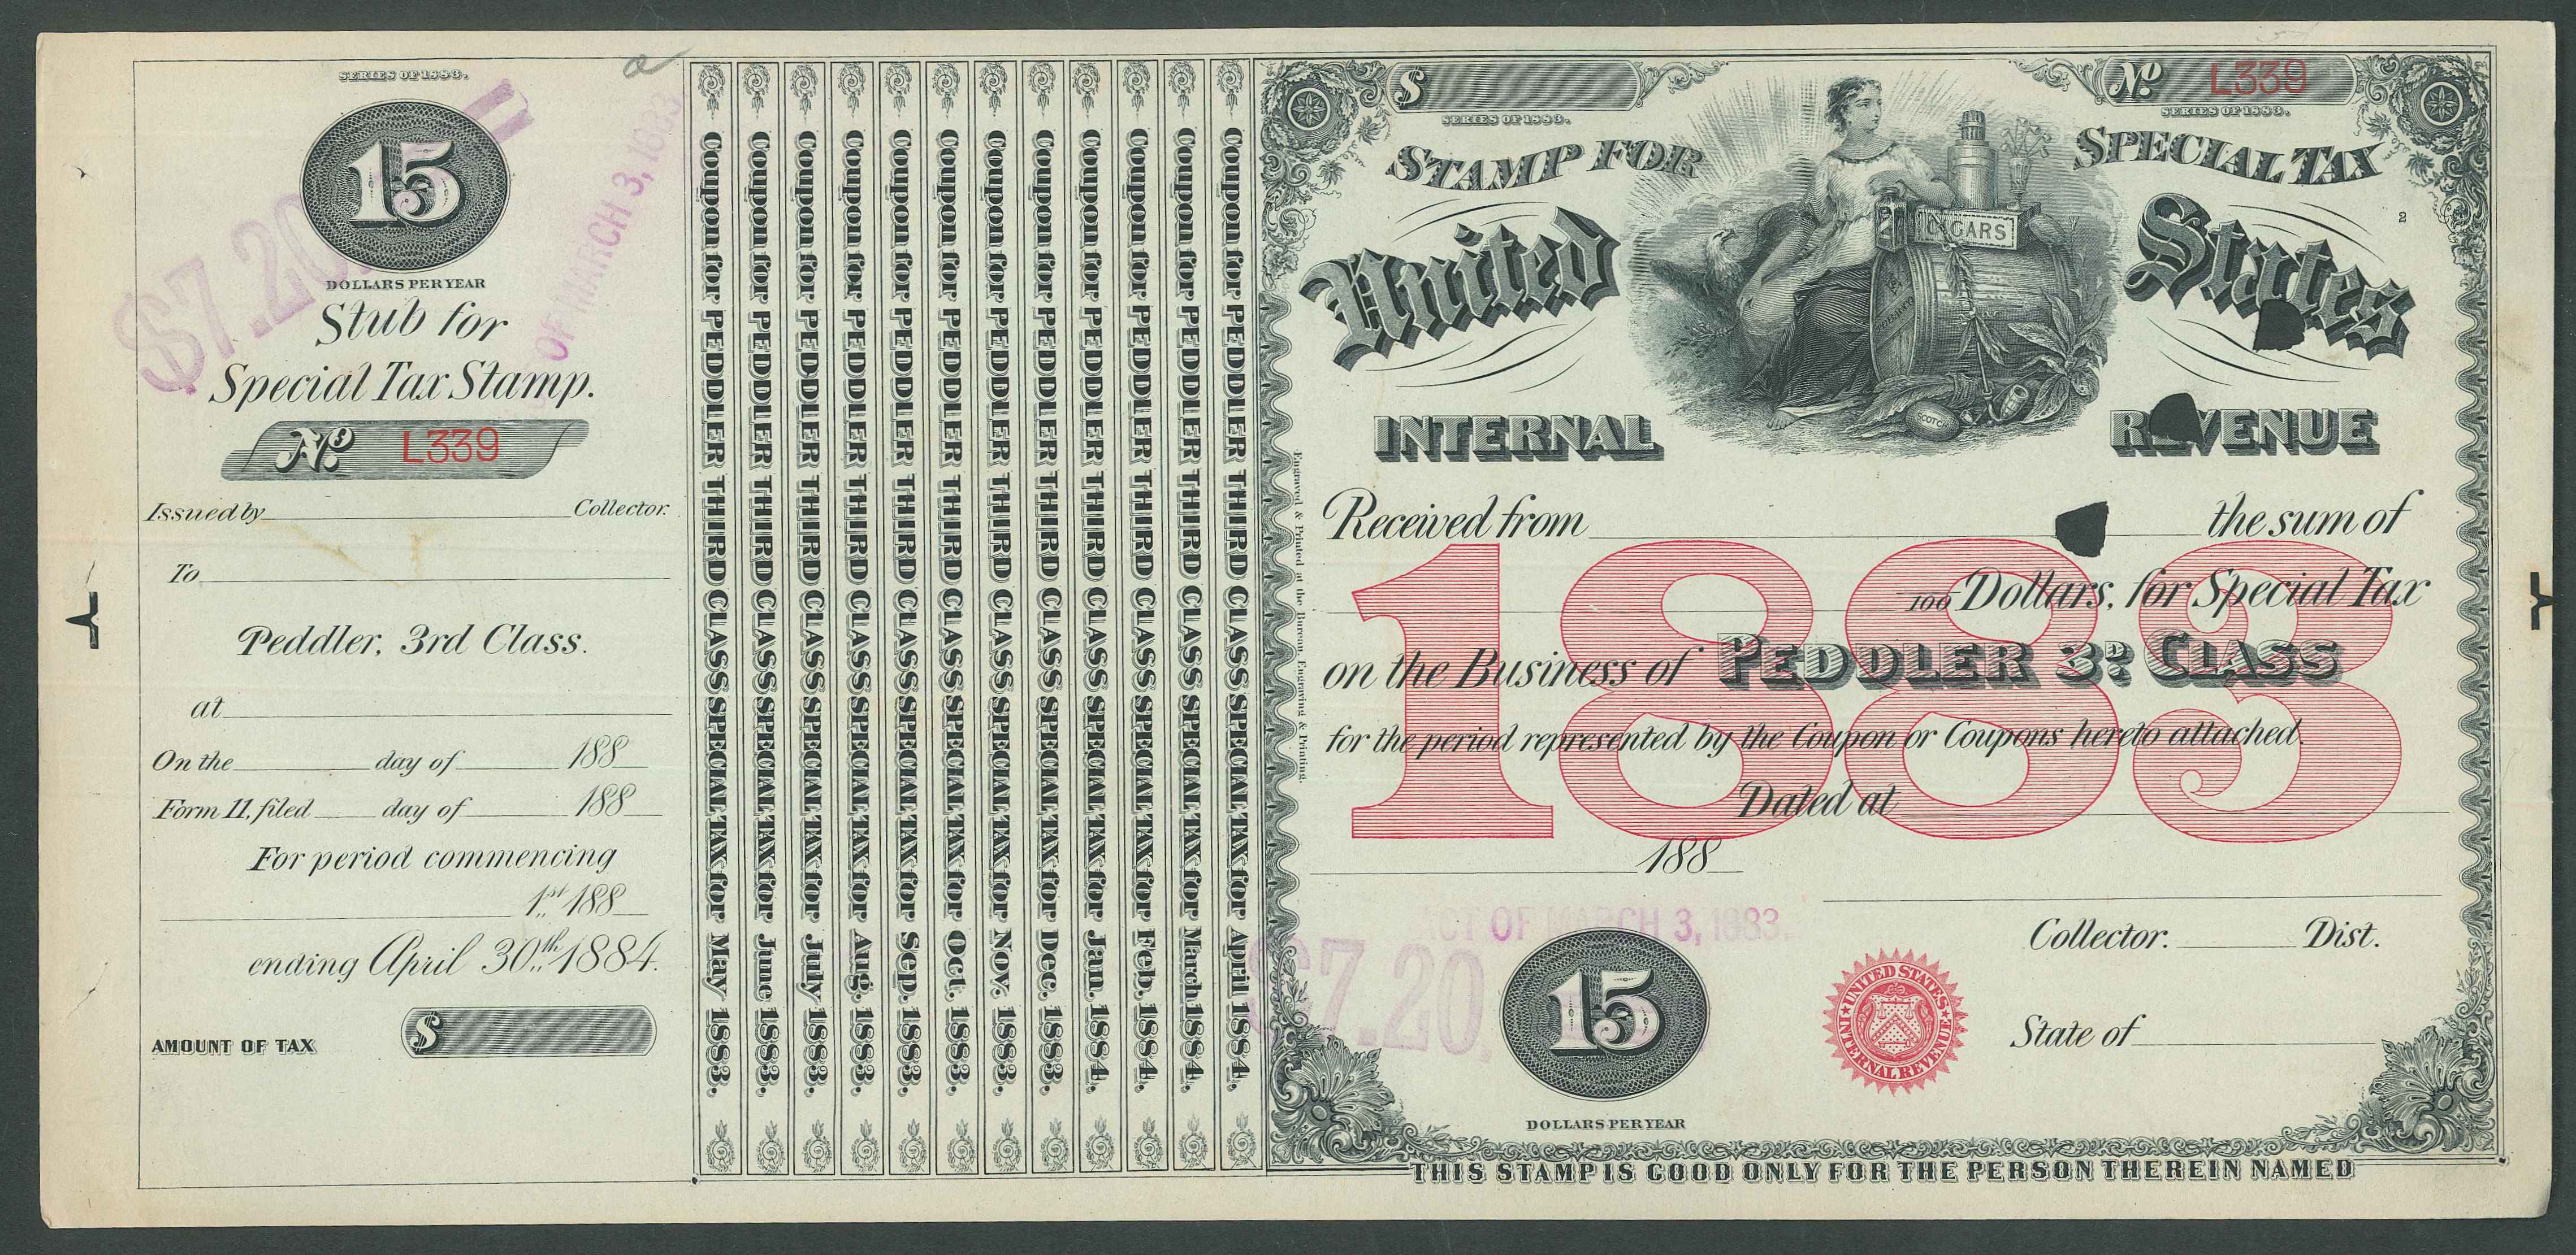 SERIES OF 1883.
15
DOLLARS PER YEAR
Stub for
Special Tax Stamp.
No L339
Issued by Collector.
To
Peddler, 3rd Class.
at
On the day of 188
Form 11, filed day of 188
For period commencing
1st 188
ending April 30th 1884.
AMOUNT OF TAX $
$7.20
OF MARCH 3, 1883
Coupon for PEDDLER THIRD CLASS SPECIAL TAX for May 1883.
Coupon for PEDDLER THIRD CLASS SPECIAL TAX for June 1883.
Coupon for PEDDLER THIRD CLASS SPECIAL TAX for July 1883.
Coupon for PEDDLER THIRD CLASS SPECIAL TAX for Aug. 1883.
Coupon for PEDDLER THIRD CLASS SPECIAL TAX for Sep. 1883.
Coupon for PEDDLER THIRD CLASS SPECIAL TAX for Oct. 1883.
Coupon for PEDDLER THIRD CLASS SPECIAL TAX for Nov. 1883.
Coupon for PEDDLER THIRD CLASS SPECIAL TAX for Dec. 1883.
Coupon for PEDDLER THIRD CLASS SPECIAL TAX for Jan. 1884.
Coupon for PEDDLER THIRD CLASS SPECIAL TAX for Feb. 1884.
Coupon for PEDDLER THIRD CLASS SPECIAL TAX for March 1884.
Coupon for PEDDLER THIRD CLASS SPECIAL TAX for April 1884.
Engraved & Printed at the Bureau, Engraving & Printing.
$ No L339
SERIES OF 1883. SERIES OF 1883.
STAMP FOR SPECIAL TAX
2
United States
CIGARS
TOBACCO
SCOTCH
INTERNAL REVENUE
Received from the sum of
1883
100 Dollars, for Special Tax
on the Business of PEDDLER 3D CLASS
for the period represented by the Coupon or Coupons hereto attached.
Dated at
188
ACT OF MARCH 3, 1883.
$7.20
15
DOLLARS PER YEAR
UNITED STATES INTERNAL REVENUE
Collector. Dist.
State of
THIS STAMP IS GOOD ONLY FOR THE PERSON THEREIN NAMED